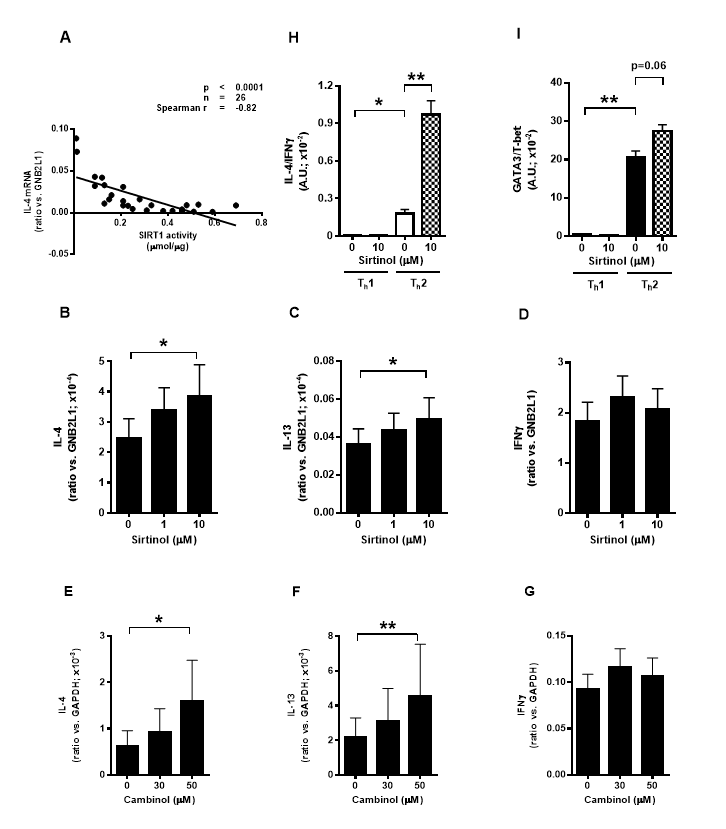 A
p < 0.0001
n = 26
Spearman r = -0.82
IL-4 mRNA
(ratio vs. GNB2L1)
0.10
0.05
0.00
-0.05
0.2 0.4 0.6 0.8
SIRT1 activity
(µmol/µg)
H
IL-4/IFNγ
(A.U.; x10⁻²)
1.2
0.9
0.6
0.3
0
*
**
0 10 0 10
Sirtinol (µM)
Th1 Th2
I
GATA3/T-bet
(A.U.; x10⁻²)
40
30
20
10
0
**
p=0.06
0 10 0 10
Sirtinol (µM)
Th1 Th2
B
IL-4
(ratio vs. GNB2L1; x10⁻⁴)
5
4
3
2
1
0
*
0 1 10
Sirtinol (µM)
C
IL-13
(ratio vs. GNB2L1; x10⁻⁴)
0.08
0.06
0.04
0.02
0.00
*
0 1 10
Sirtinol (µM)
D
IFNγ
(ratio vs. GNB2L1)
3
2
1
0
0 1 10
Sirtinol (µM)
E
IL-4
(ratio vs. GAPDH; x10⁻³)
3
2
1
0
*
0 30 50
Cambinol (µM)
F
IL-13
(ratio vs. GAPDH; x10⁻³)
8
6
4
2
0
**
0 30 50
Cambinol (µM)
G
IFNγ
(ratio vs. GAPDH)
0.15
0.10
0.05
0.00
0 30 50
Cambinol (µM)